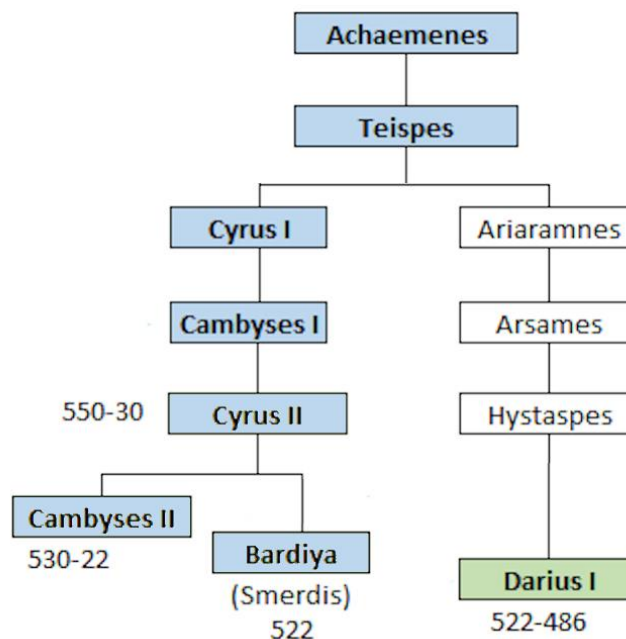 Achaemenes
Teispes
Cyrus I
Ariaramnes
Cambyses I
Arsames
550-30
Cyrus II
Hystaspes
Cambyses II
530-22
Bardiya
(Smerdis)
522
Darius I
522-486